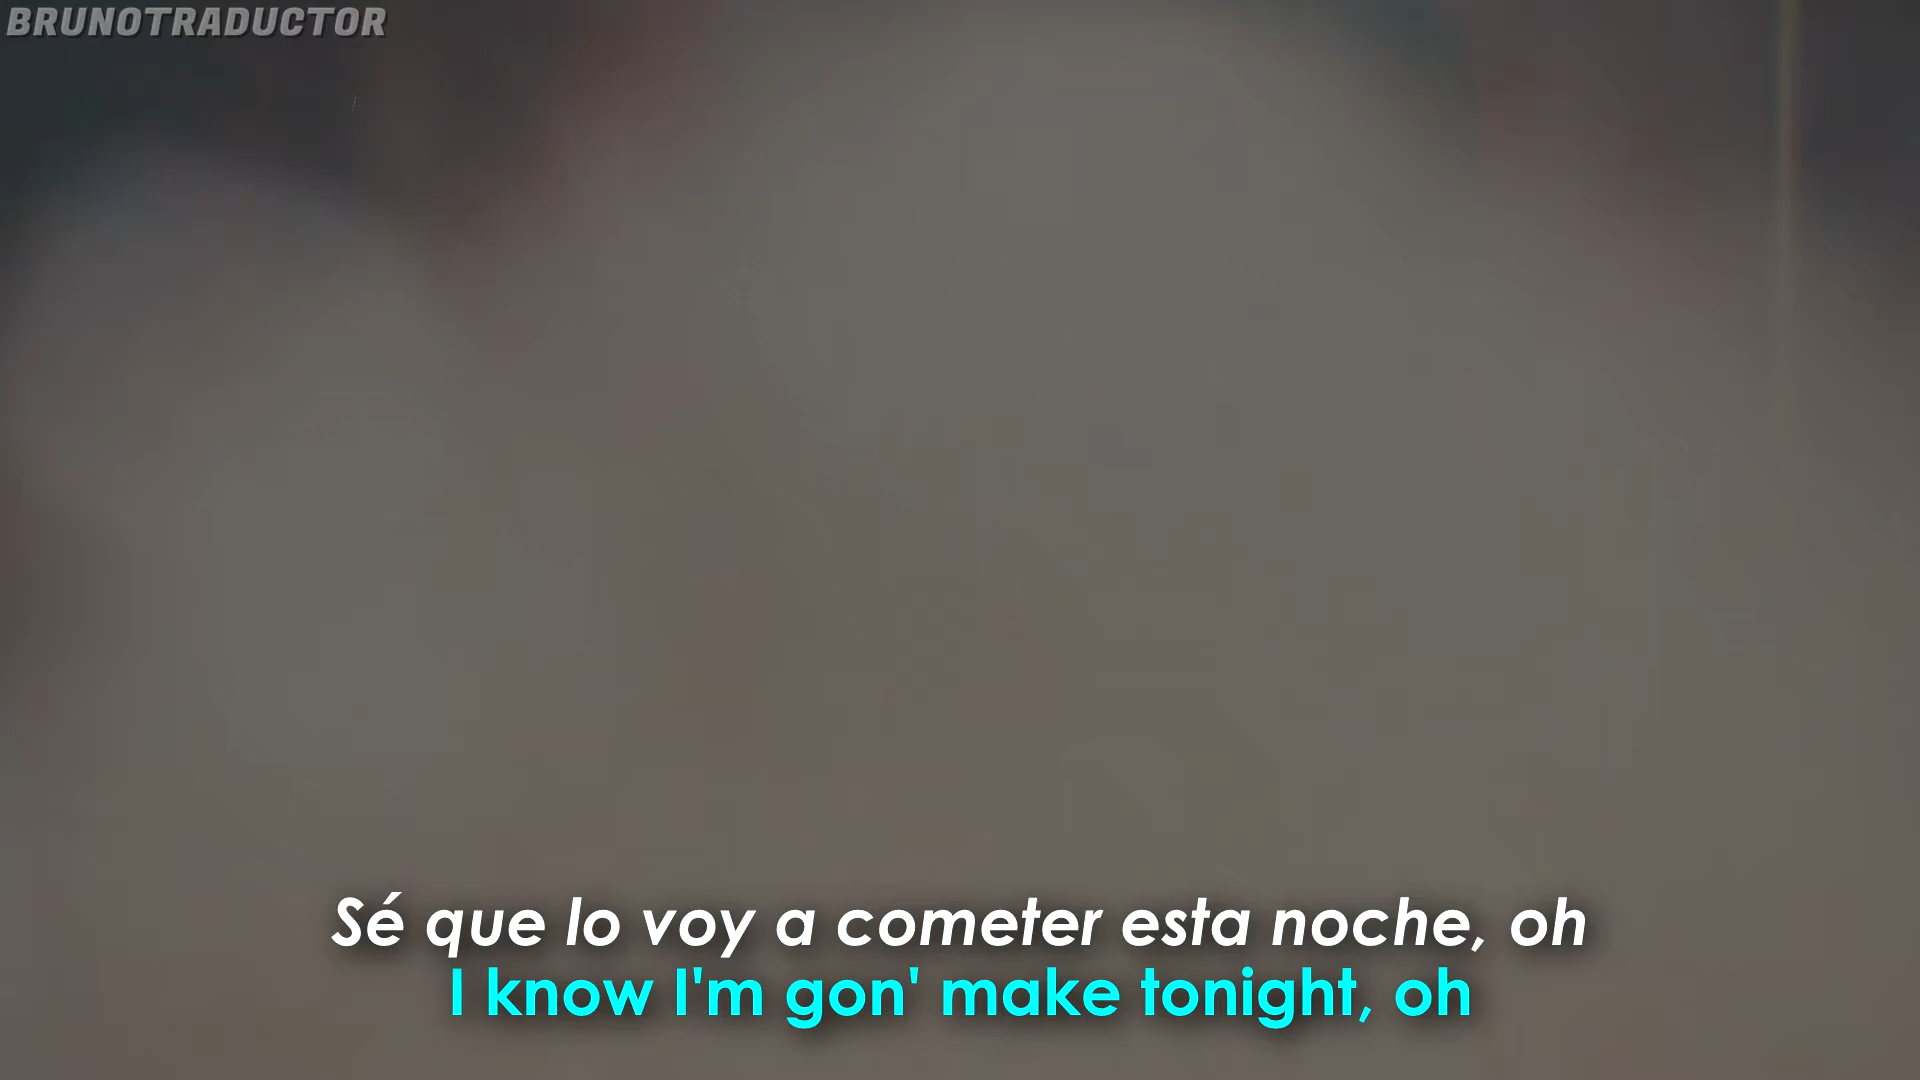 BRUNOTRADUCTOR
Sé que lo voy a cometer esta noche, oh
I know I'm gon' make tonight, oh